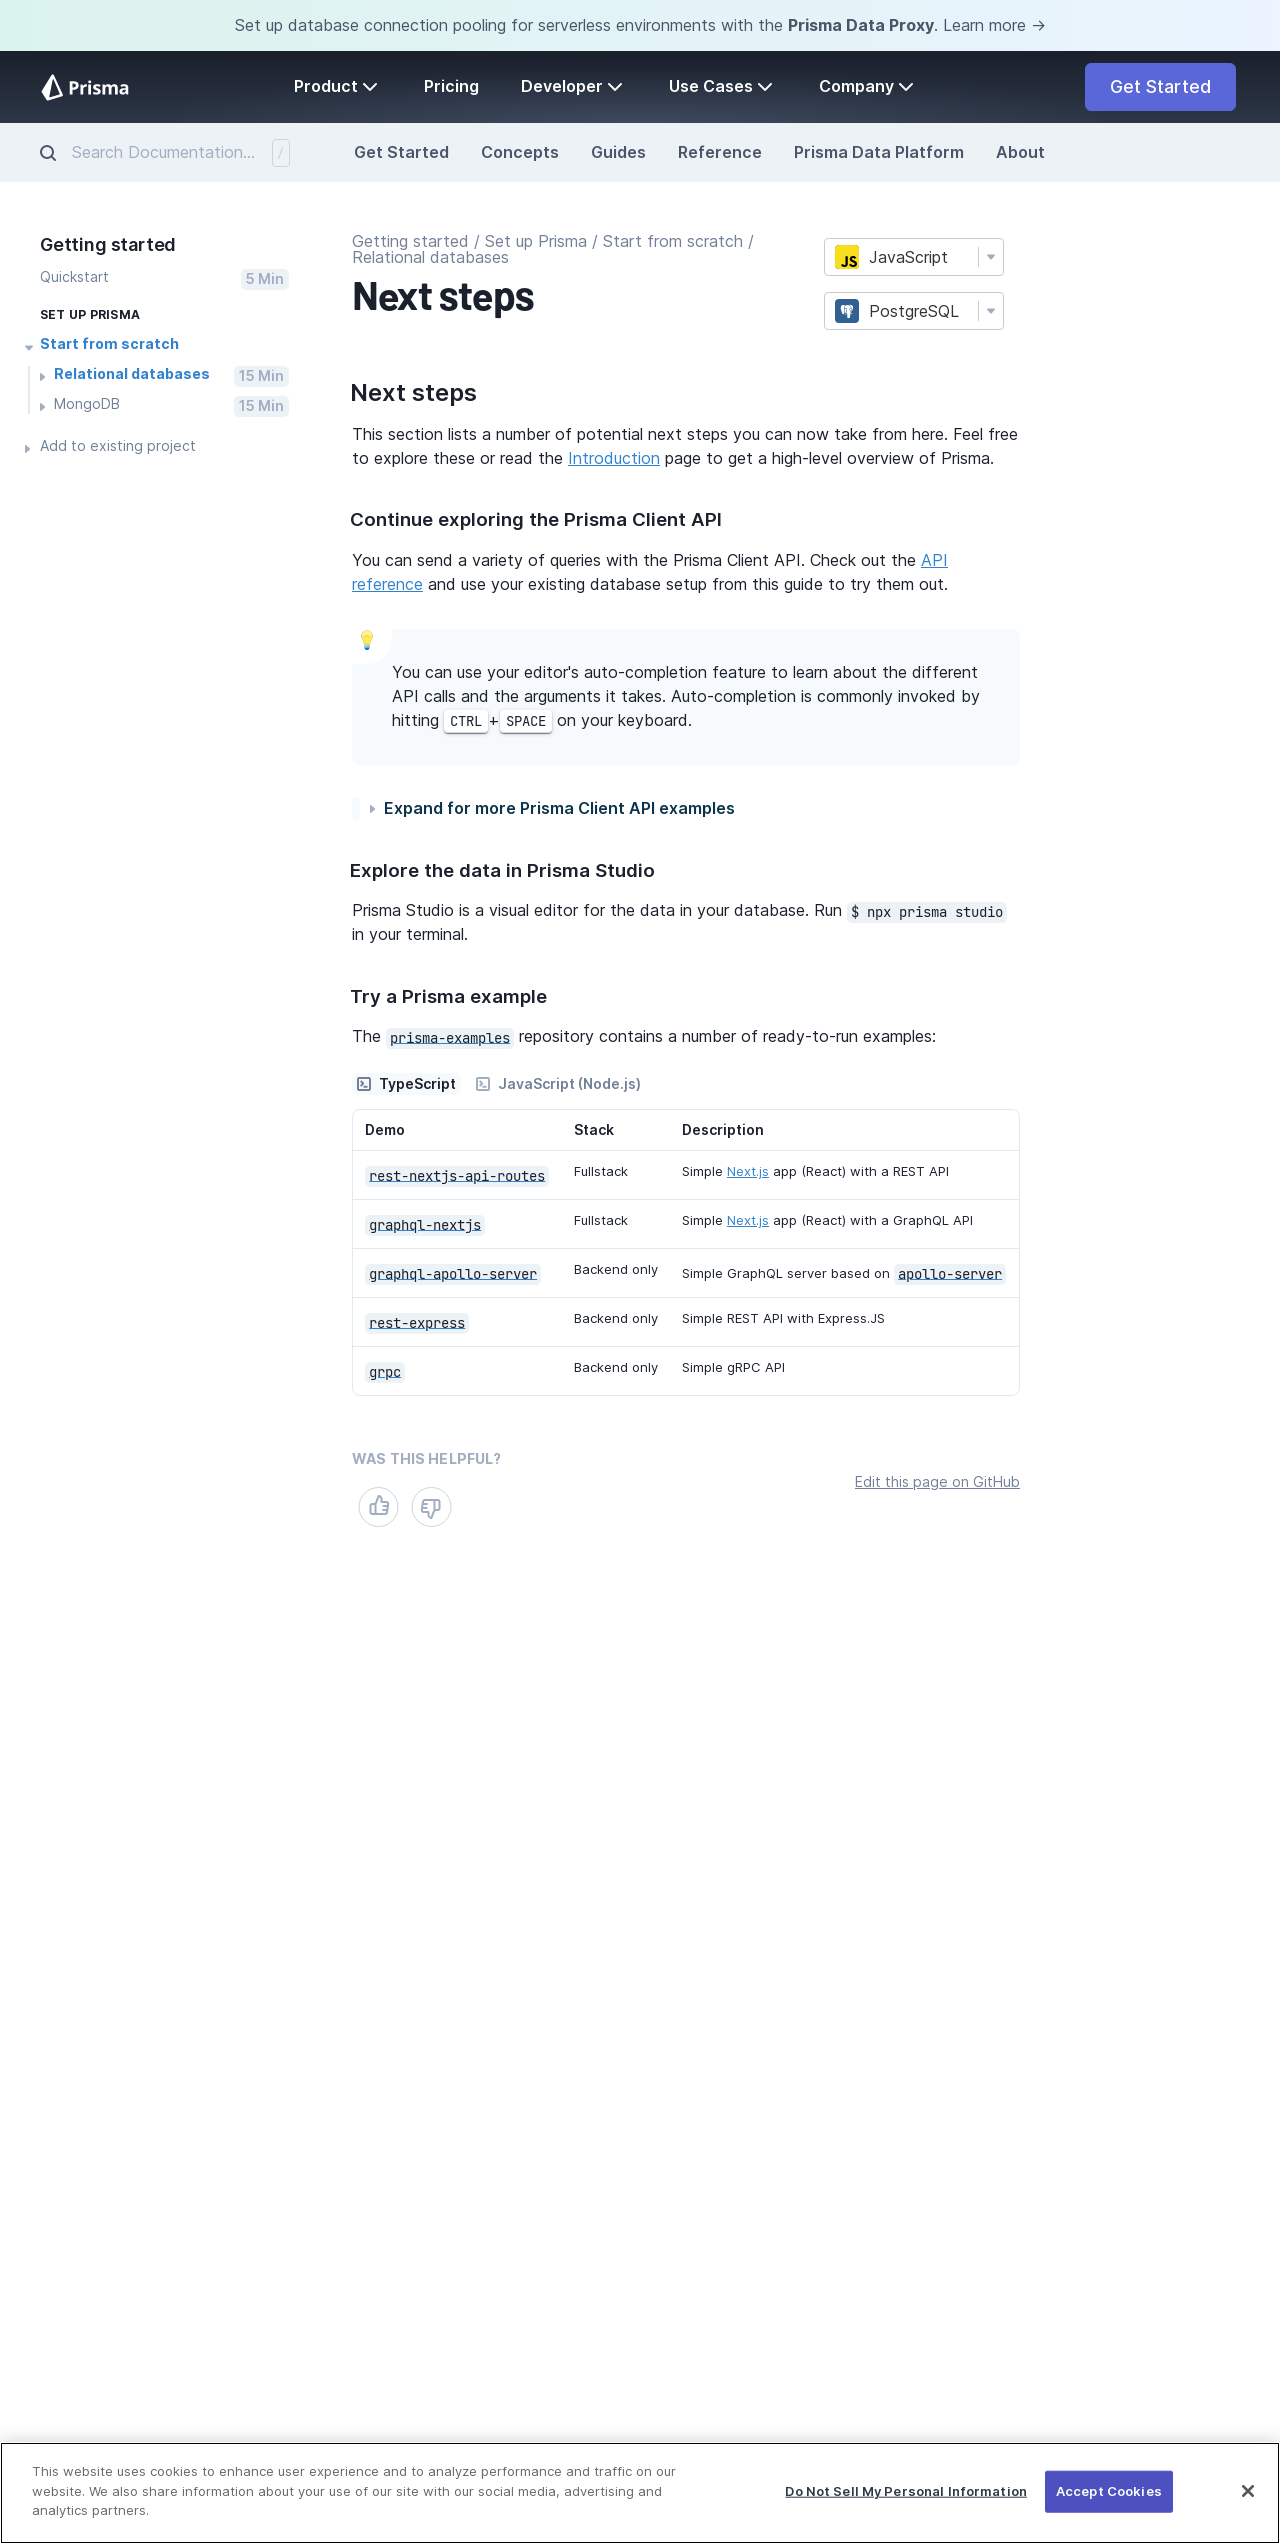 Set up database connection pooling for serverless environments with the Prisma Data Proxy. Learn more →
Prisma
Product
Pricing
Developer
Use Cases
Company
Get Started
Search Documentation...
/
Get Started
Concepts
Guides
Reference
Prisma Data Platform
About
Getting started
Quickstart
5 Min
SET UP PRISMA
Start from scratch
Relational databases
15 Min
MongoDB
15 Min
Add to existing project
Getting started / Set up Prisma / Start from scratch /
Relational databases
Next steps
JS JavaScript
PostgreSQL
Next steps
This section lists a number of potential next steps you can now take from here. Feel free
to explore these or read the Introduction page to get a high-level overview of Prisma.
Continue exploring the Prisma Client API
You can send a variety of queries with the Prisma Client API. Check out the API
reference and use your existing database setup from this guide to try them out.
You can use your editor's auto-completion feature to learn about the different
API calls and the arguments it takes. Auto-completion is commonly invoked by
hitting CTRL+SPACE on your keyboard.
Expand for more Prisma Client API examples
Explore the data in Prisma Studio
Prisma Studio is a visual editor for the data in your database. Run $ npx prisma studio
in your terminal.
Try a Prisma example
The prisma-examples repository contains a number of ready-to-run examples:
TypeScript
JavaScript (Node.js)
Demo Stack Description
rest-nextjs-api-routes Fullstack Simple Next.js app (React) with a REST API
graphql-nextjs Fullstack Simple Next.js app (React) with a GraphQL API
graphql-apollo-server Backend only Simple GraphQL server based on apollo-server
rest-express Backend only Simple REST API with Express.JS
grpc Backend only Simple gRPC API
WAS THIS HELPFUL?
Edit this page on GitHub
This website uses cookies to enhance user experience and to analyze performance and traffic on our
website. We also share information about your use of our site with our social media, advertising and
analytics partners.
Do Not Sell My Personal Information
Accept Cookies